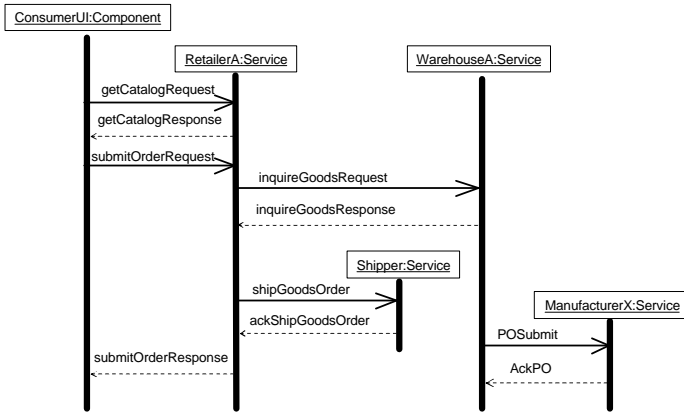 ConsumerUI:Component
RetailerA:Service
WarehouseA:Service
getCatalogRequest
getCatalogResponse
submitOrderRequest
inquireGoodsRequest
inquireGoodsResponse
Shipper:Service
shipGoodsOrder
ManufacturerX:Service
ackShipGoodsOrder
POSubmit
submitOrderResponse
AckPO